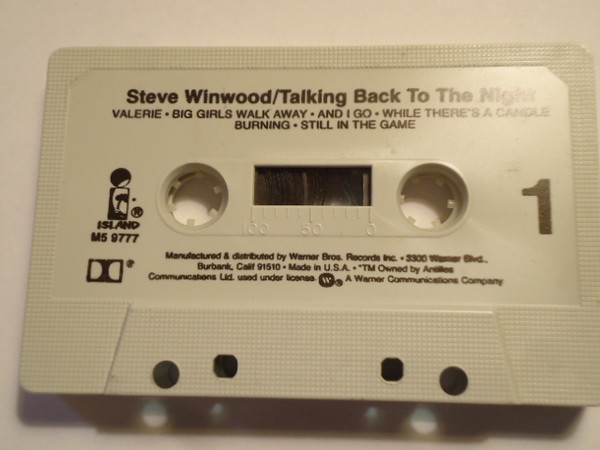 Steve Winwood/Talking Back To The Night
VALERIE • BIG GIRLS WALK AWAY • AND I GO • WHILE THERE'S A CANDLE
BURNING • STILL IN THE GAME
1
ISLAND ®
M5 9777
100 50 0
Manufactured & distributed by Warner Bros. Records Inc. • 3300 Warner Blvd.,
Burbank, Calif 91510 • Made in U.S.A. • *TM Owned by Antilles
Communications Ltd. used under license. ® A Warner Communications Company